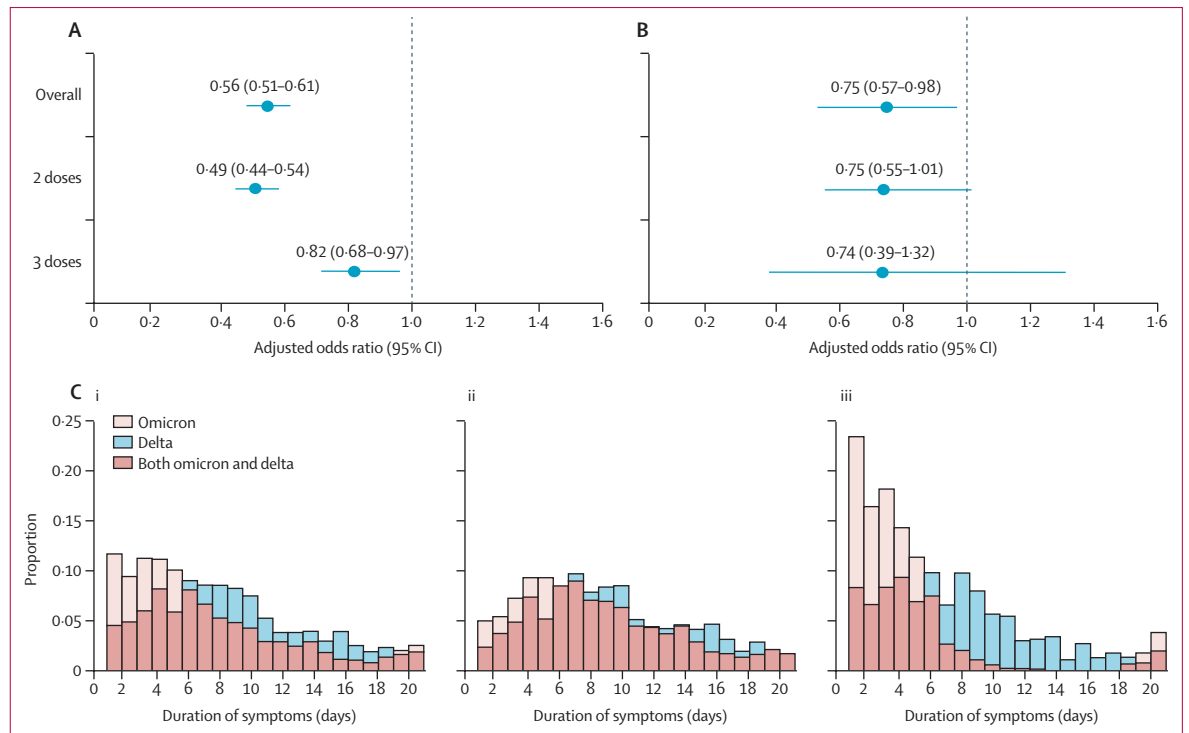 A
B
Overall
0·56 (0·51–0·61)
0·75 (0·57–0·98)
2 doses
0·49 (0·44–0·54)
0·75 (0·55–1·01)
3 doses
0·82 (0·68–0·97)
0·74 (0·39–1·32)
0 0·2 0·4 0·6 0·8 1·0 1·2 1·4 1·6
Adjusted odds ratio (95% CI)
0 0·2 0·4 0·6 0·8 1·0 1·2 1·4 1·6
Adjusted odds ratio (95% CI)
C i
ii
iii
Omicron
Delta
Both omicron and delta
0·25
0·20
0·15
0·10
0·05
0
Proportion
0 2 4 6 8 10 12 14 16 18 20
Duration of symptoms (days)
0 2 4 6 8 10 12 14 16 18 20
Duration of symptoms (days)
0 2 4 6 8 10 12 14 16 18 20
Duration of symptoms (days)